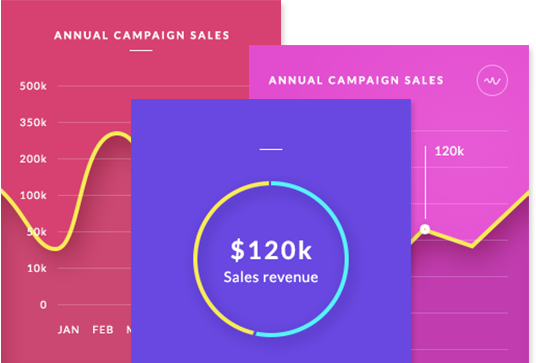 ANNUAL CAMPAIGN SALES
500k
350k
200k
100k
50k
10k
0
JAN FEB
ANNUAL CAMPAIGN SALES
120k
$120k
Sales revenue